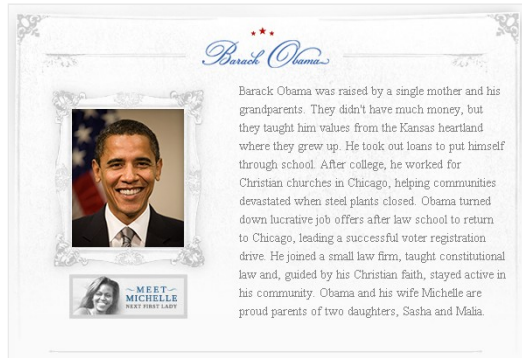 Barack Obama
Barack Obama was raised by a single mother and his
grandparents. They didn't have much money, but
they taught him values from the Kansas heartland
where they grew up. He took out loans to put himself
through school. After college, he worked for
Christian churches in Chicago, helping communities
devastated when steel plants closed. Obama turned
down lucrative job offers after law school to return
to Chicago, leading a successful voter registration
drive. He joined a small law firm, taught constitutional
law and, guided by his Christian faith, stayed active in
his community. Obama and his wife Michelle are
proud parents of two daughters, Sasha and Malia.
~MEET~
MICHELLE
NEXT FIRST LADY